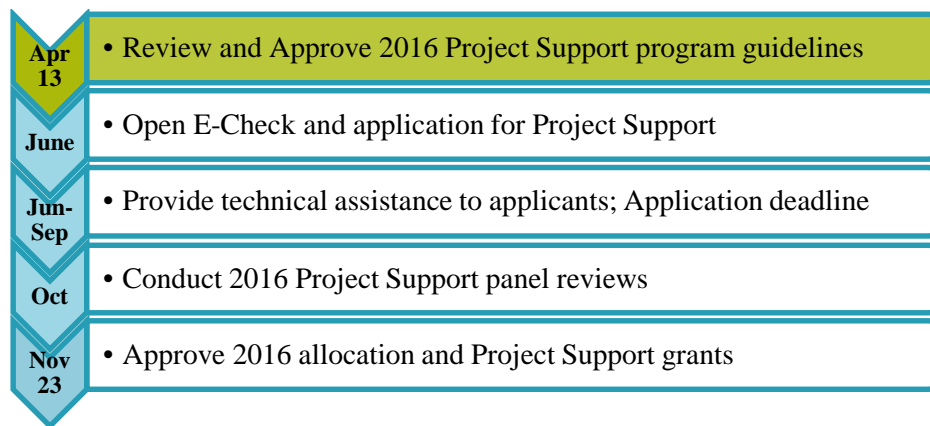 Apr
13
• Review and Approve 2016 Project Support program guidelines
June
• Open E-Check and application for Project Support
Jun-
Sep
• Provide technical assistance to applicants; Application deadline
Oct
• Conduct 2016 Project Support panel reviews
Nov
23
• Approve 2016 allocation and Project Support grants